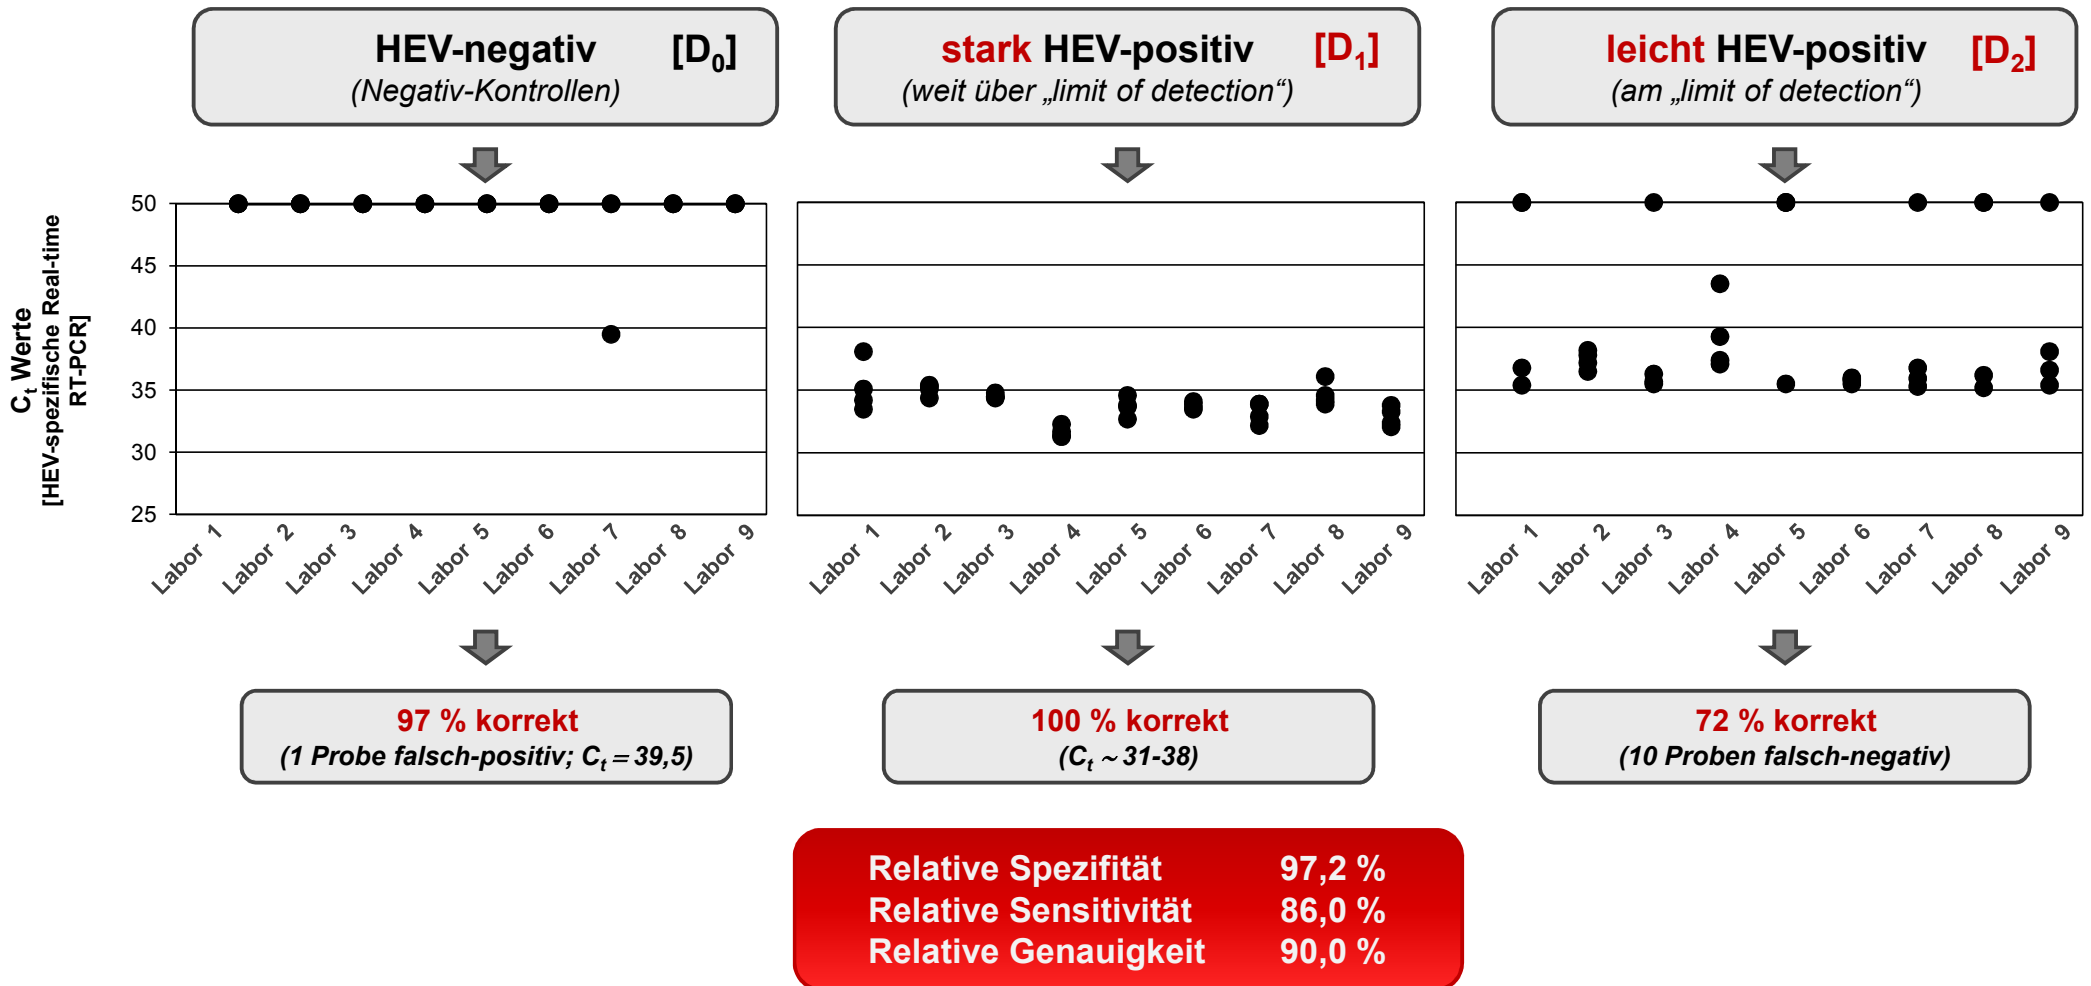 HEV-negativ [D₀]
(Negativ-Kontrollen)
stark HEV-positiv [D₁]
(weit über „limit of detection“)
leicht HEV-positiv [D₂]
(am „limit of detection“)
Cₜ Werte
[HEV-spezifische Real-time
RT-PCR]
50
45
40
35
30
25
Labor 1
Labor 2
Labor 3
Labor 4
Labor 5
Labor 6
Labor 7
Labor 8
Labor 9
Labor 1
Labor 2
Labor 3
Labor 4
Labor 5
Labor 6
Labor 7
Labor 8
Labor 9
Labor 1
Labor 2
Labor 3
Labor 4
Labor 5
Labor 6
Labor 7
Labor 8
Labor 9
97 % korrekt
(1 Probe falsch-positiv; Cₜ = 39,5)
100 % korrekt
(Cₜ ~ 31-38)
72 % korrekt
(10 Proben falsch-negativ)
Relative Spezifität 97,2 %
Relative Sensitivität 86,0 %
Relative Genauigkeit 90,0 %